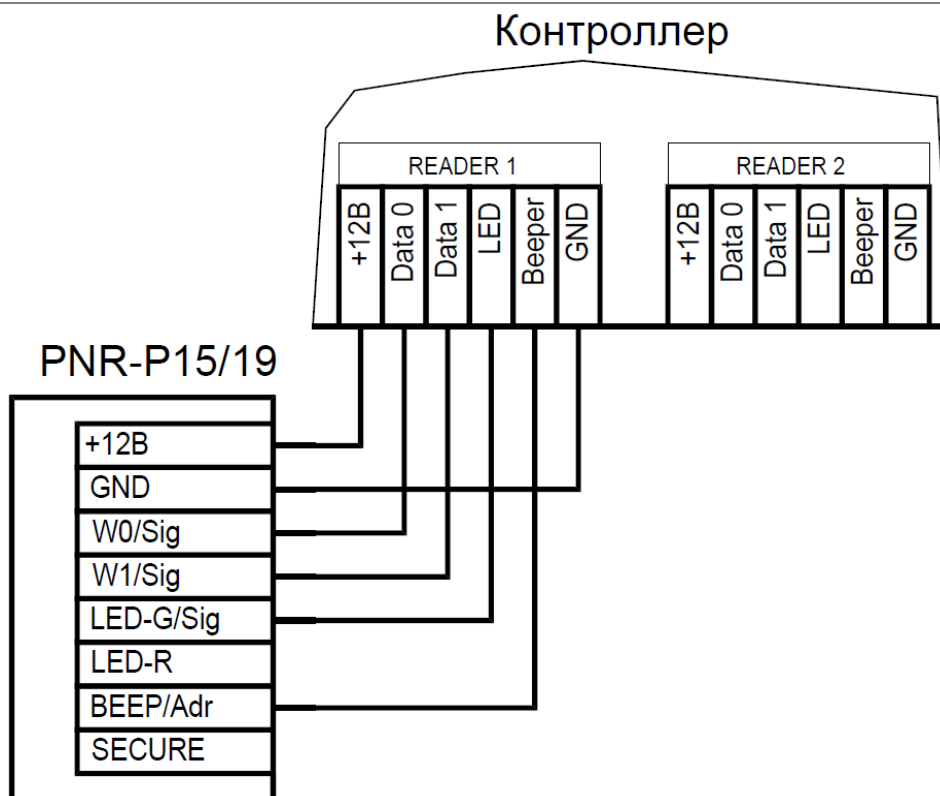 Контроллер
READER 1
READER 2
+12В
Data 0
Data 1
LED
Beeper
GND
+12В
Data 0
Data 1
LED
Beeper
GND
PNR-P15/19
+12В
GND
W0/Sig
W1/Sig
LED-G/Sig
LED-R
BEEP/Adr
SECURE